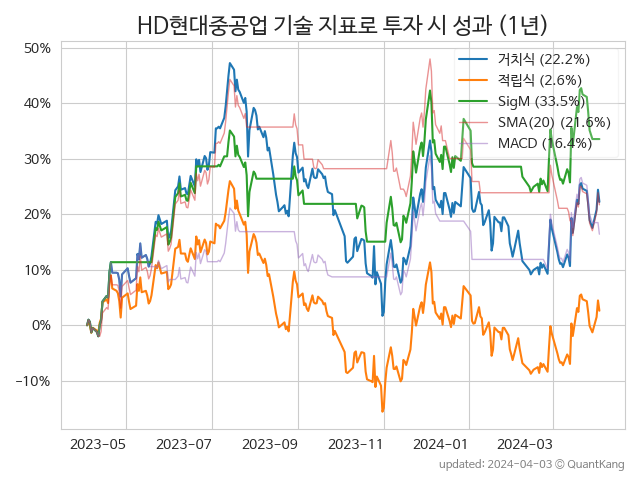 HD현대중공업 기술 지표로 투자 시 성과 (1년)
50%
40%
30%
20%
10%
0%
−10%
거치식 (22.2%)
적립식 (2.6%)
SigM (33.5%)
SMA(20) (21.6%)
MACD (16.4%)
2023-05
2023-07
2023-09
2023-11
2024-01
2024-03
updated: 2024-04-03 © QuantKang